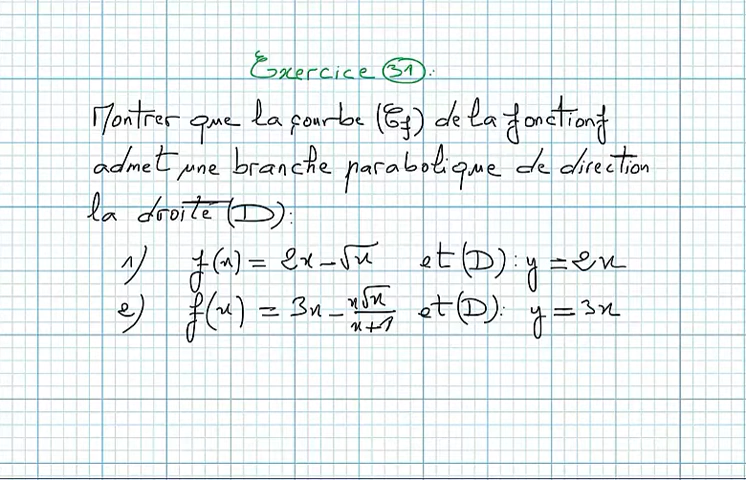 Exercice 31:
Montrer que la courbe (Cf) de la fonction f
admet une branche parabolique de direction
la droite (D):
1) f(x) = 2x - √x et (D): y = 2x
2) f(x) = 3x - x√x/x+1 et (D): y = 3x